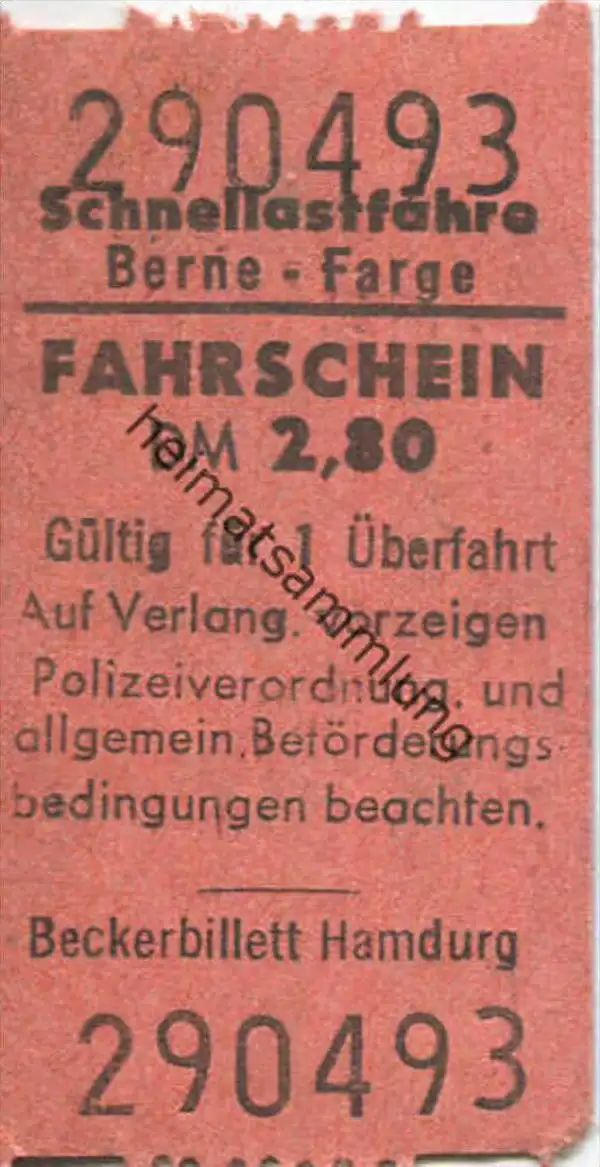 290493
Schnellastfähre
Berne - Farge
FAHRSCHEIN
DM 2,80
Gültig für 1 Überfahrt
Auf Verlang. vorzeigen
Polizeiverordnung. und
allgemein. Beförderungs-
bedingungen beachten.
Beckerbillett Hamdurg
290493
heimatsammlung